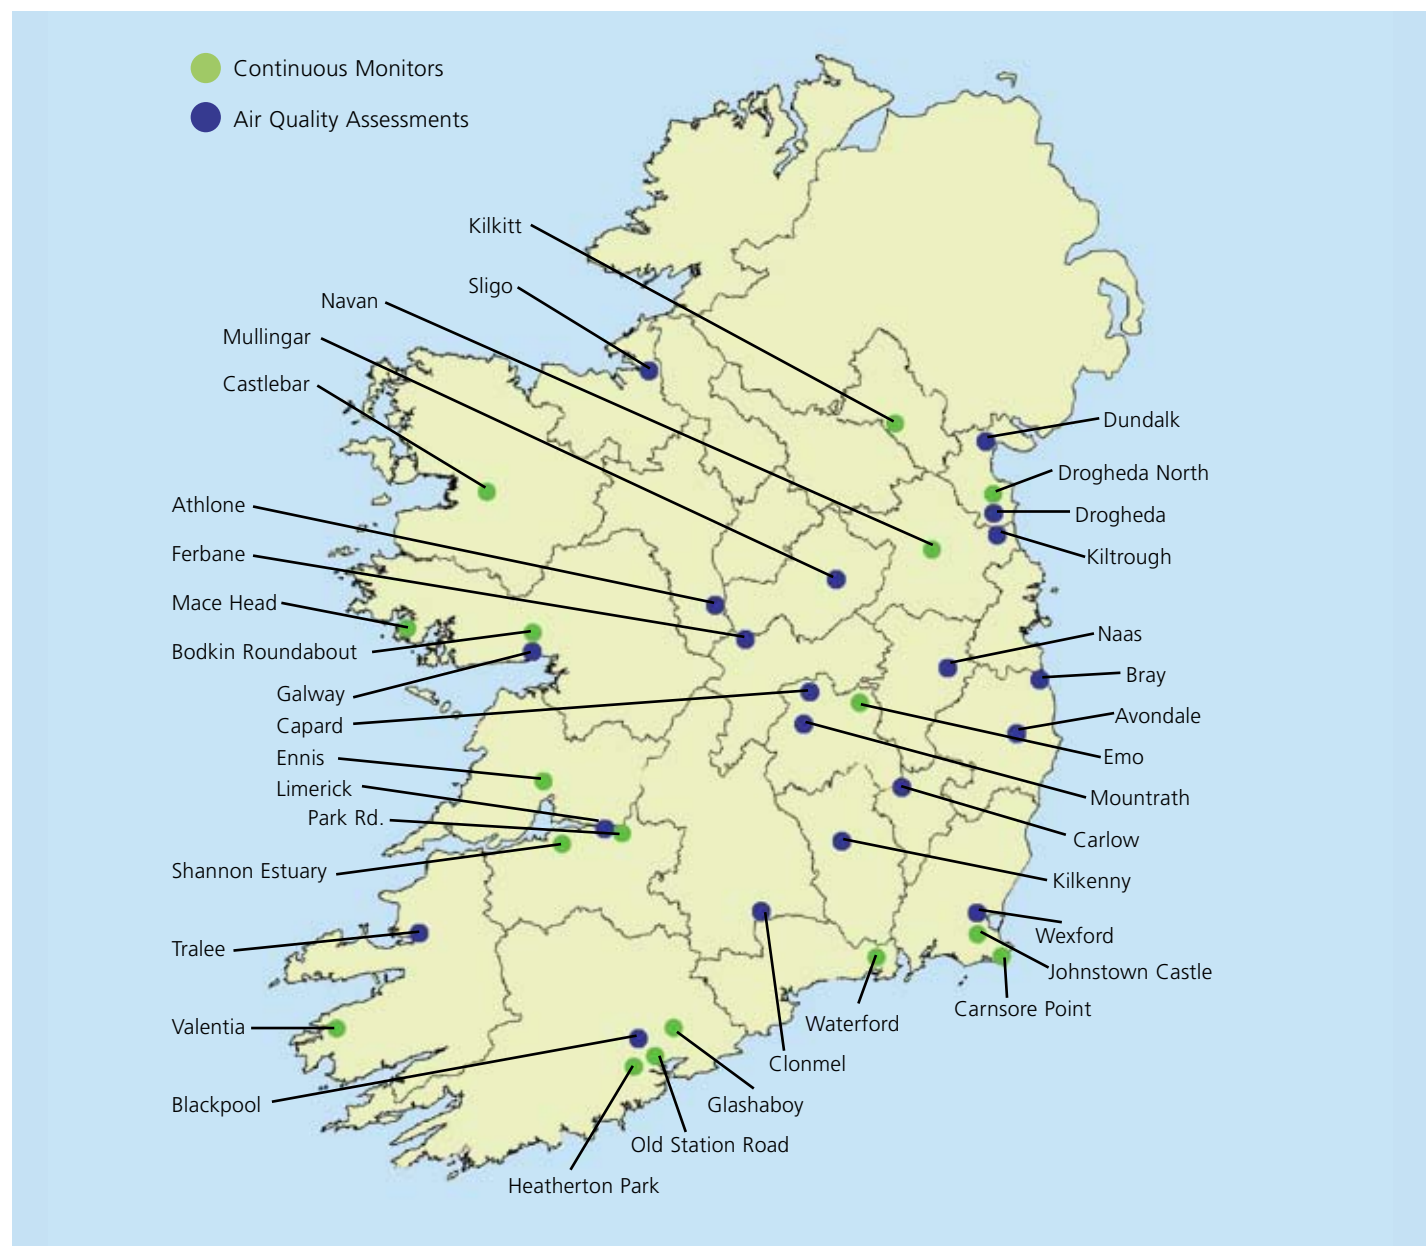 Continuous Monitors
Air Quality Assessments
Kilkitt
Sligo
Navan
Mullingar
Castlebar
Athlone
Ferbane
Mace Head
Bodkin Roundabout
Galway
Capard
Ennis
Limerick
Park Rd.
Shannon Estuary
Tralee
Valentia
Blackpool
Dundalk
Drogheda North
Drogheda
Kiltrough
Naas
Bray
Avondale
Emo
Mountrath
Carlow
Kilkenny
Wexford
Johnstown Castle
Carnsore Point
Waterford
Clonmel
Glashaboy
Old Station Road
Heatherton Park